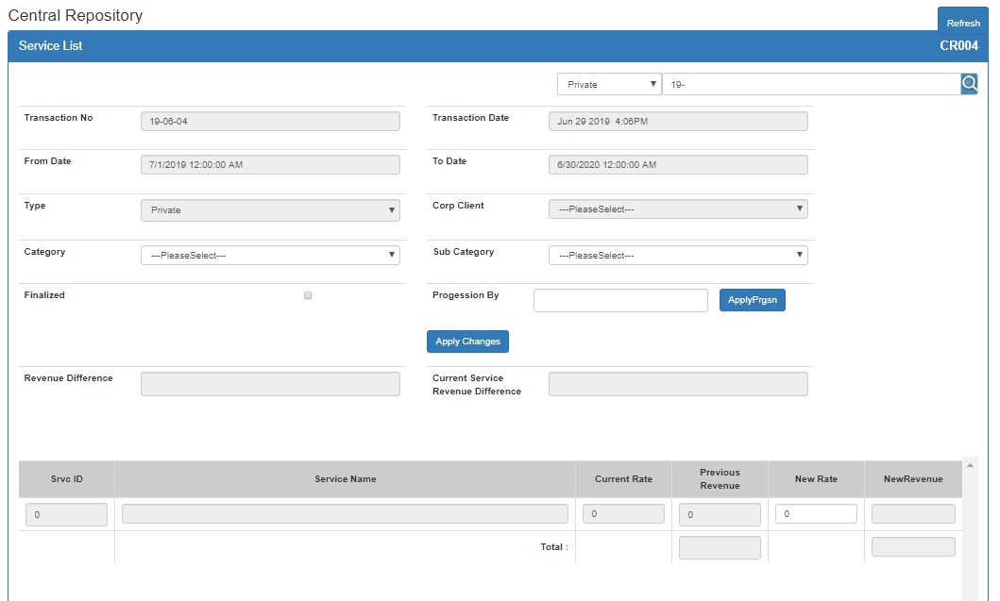 Central Repository
Refresh
Service List
CR004
Private
19-
Transaction No
19-06-04
Transaction Date
Jun 29 2019  4:06PM
From Date
7/1/2019 12:00:00 AM
To Date
6/30/2020 12:00:00 AM
Type
Private
Corp Client
---PleaseSelect---
Category
---PleaseSelect---
Sub Category
---PleaseSelect---
Finalized
Progession By
ApplyPrgsn
Apply Changes
Revenue Difference
Current Service
Revenue Difference
Srvc ID
Service Name
Current Rate
Previous
Revenue
New Rate
NewRevenue
0
0
0
0
Total :